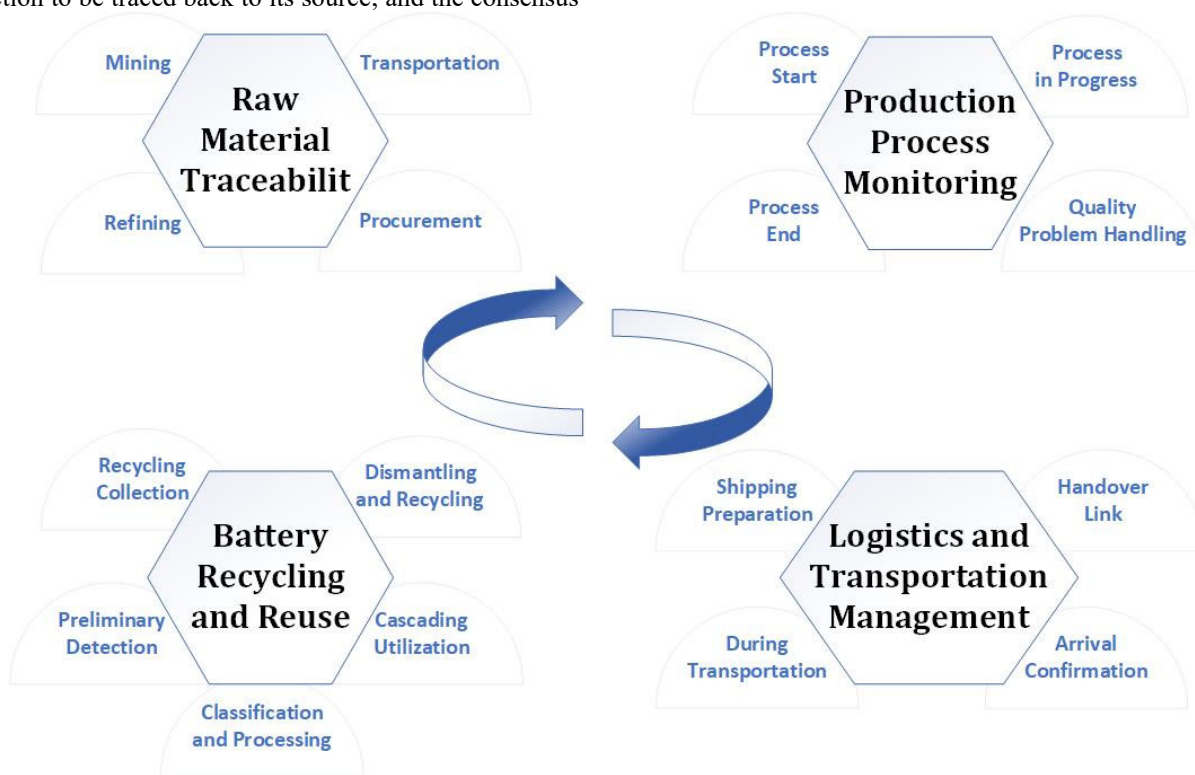 ction to be traced back to its source, and the consensus
Mining
Transportation
Raw
Material
Traceabilit
Refining
Procurement
Process
Start
Process
in Progress
Production
Process
Monitoring
Process
End
Quality
Problem Handling
Recycling
Collection
Dismantling
and Recycling
Battery
Recycling
and Reuse
Preliminary
Detection
Cascading
Utilization
Classification
and Processing
Shipping
Preparation
Handover
Link
Logistics and
Transportation
Management
During
Transportation
Arrival
Confirmation